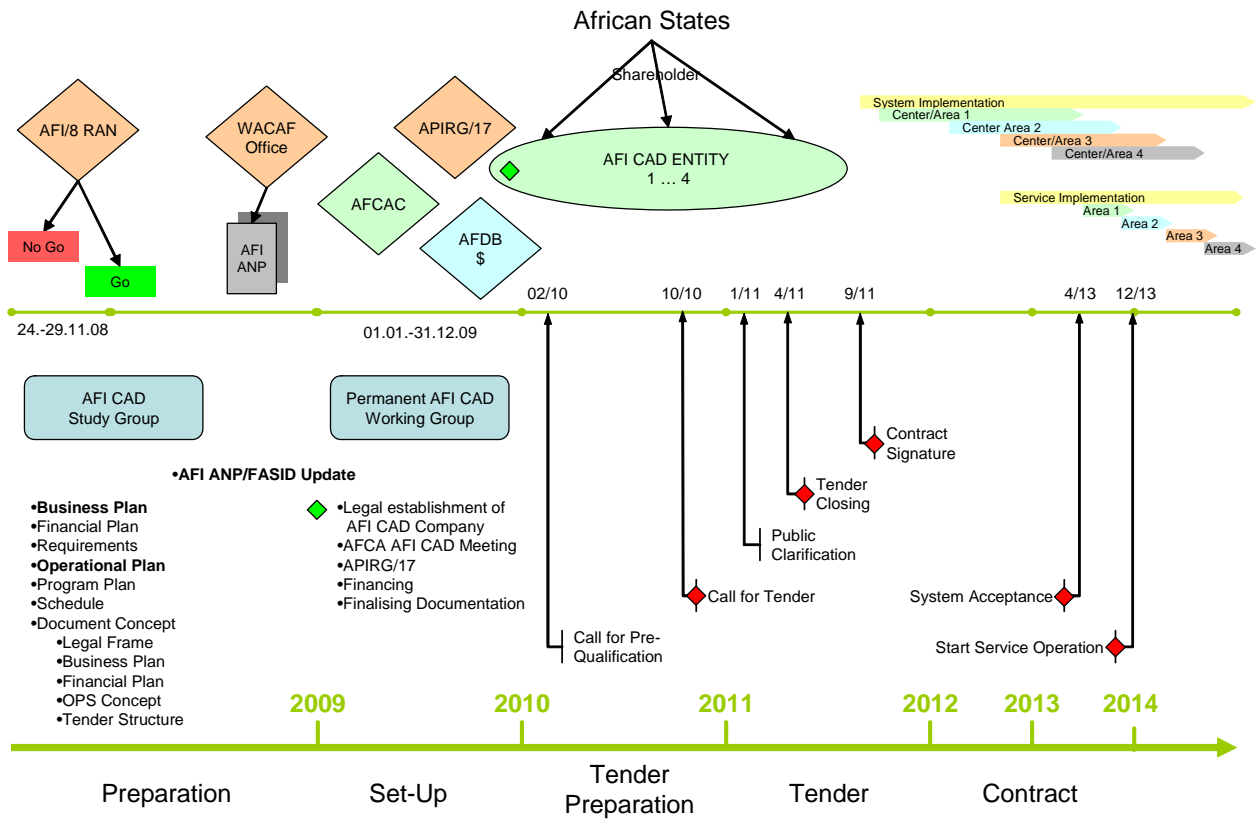 African States
Shareholder
AFI/8 RAN
WACAF
Office
APIRG/17
AFCAC
AFDB
$
AFI CAD ENTITY
1 … 4
No Go
Go
AFI
ANP
System Implementation
Center/Area 1
Center Area 2
Center/Area 3
Center/Area 4
Service Implementation
Area 1
Area 2
Area 3
Area 4
02/10
10/10
1/11
4/11
9/11
4/13
12/13
24.-29.11.08
01.01.-31.12.09
AFI CAD
Study Group
Permanent AFI CAD
Working Group
•AFI ANP/FASID Update
•Business Plan
•Financial Plan
•Requirements
•Operational Plan
•Program Plan
•Schedule
•Document Concept
•Legal Frame
•Business Plan
•Financial Plan
•OPS Concept
•Tender Structure
•Legal establishment of
AFI CAD Company
•AFCA AFI CAD Meeting
•APIRG/17
•Financing
•Finalising Documentation
Contract
Signature
Tender
Closing
Public
Clarification
Call for Tender
Call for Pre-
Qualification
System Acceptance
Start Service Operation
2009
2010
2011
2012
2013
2014
Preparation
Set-Up
Tender
Preparation
Tender
Contract